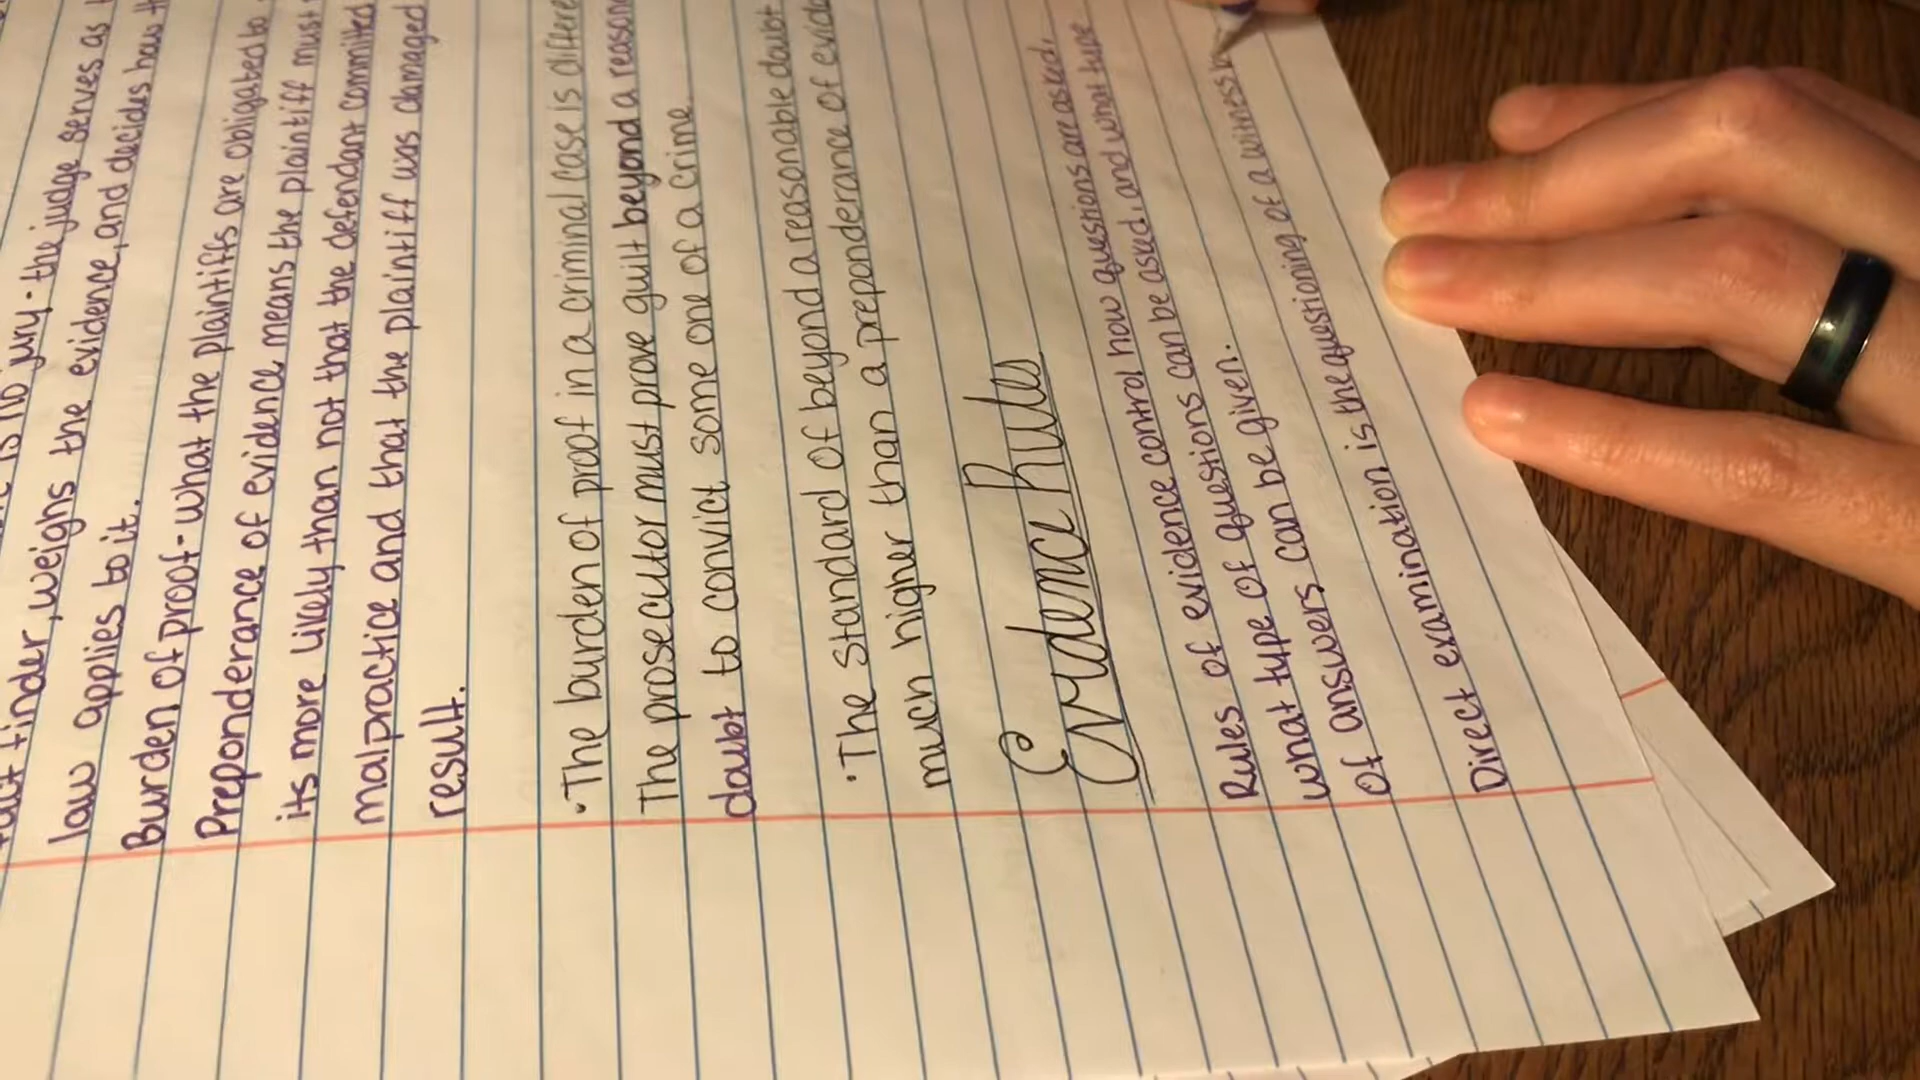 fact finder, weighs the evidence, and decides how
law applies to it.
Burden of proof - what the plaintiffs are obligated to
Preponderance of evidence means the plaintiff must
its more likely than not that the defendant committed
malpractice and that the plaintiff was damaged
result.
• The burden of proof in a criminal case is
The prosecutor must prove guilt beyond a
doubt to convict some one of a crime.
• The standard of beyond a reasonable doubt
much higher than a preponderance of
Evidence Rules
Rules of evidence control how questions are asked,
what type of questions can be asked, and what type
of answers can be given.
Direct examination is the questioning of a witness